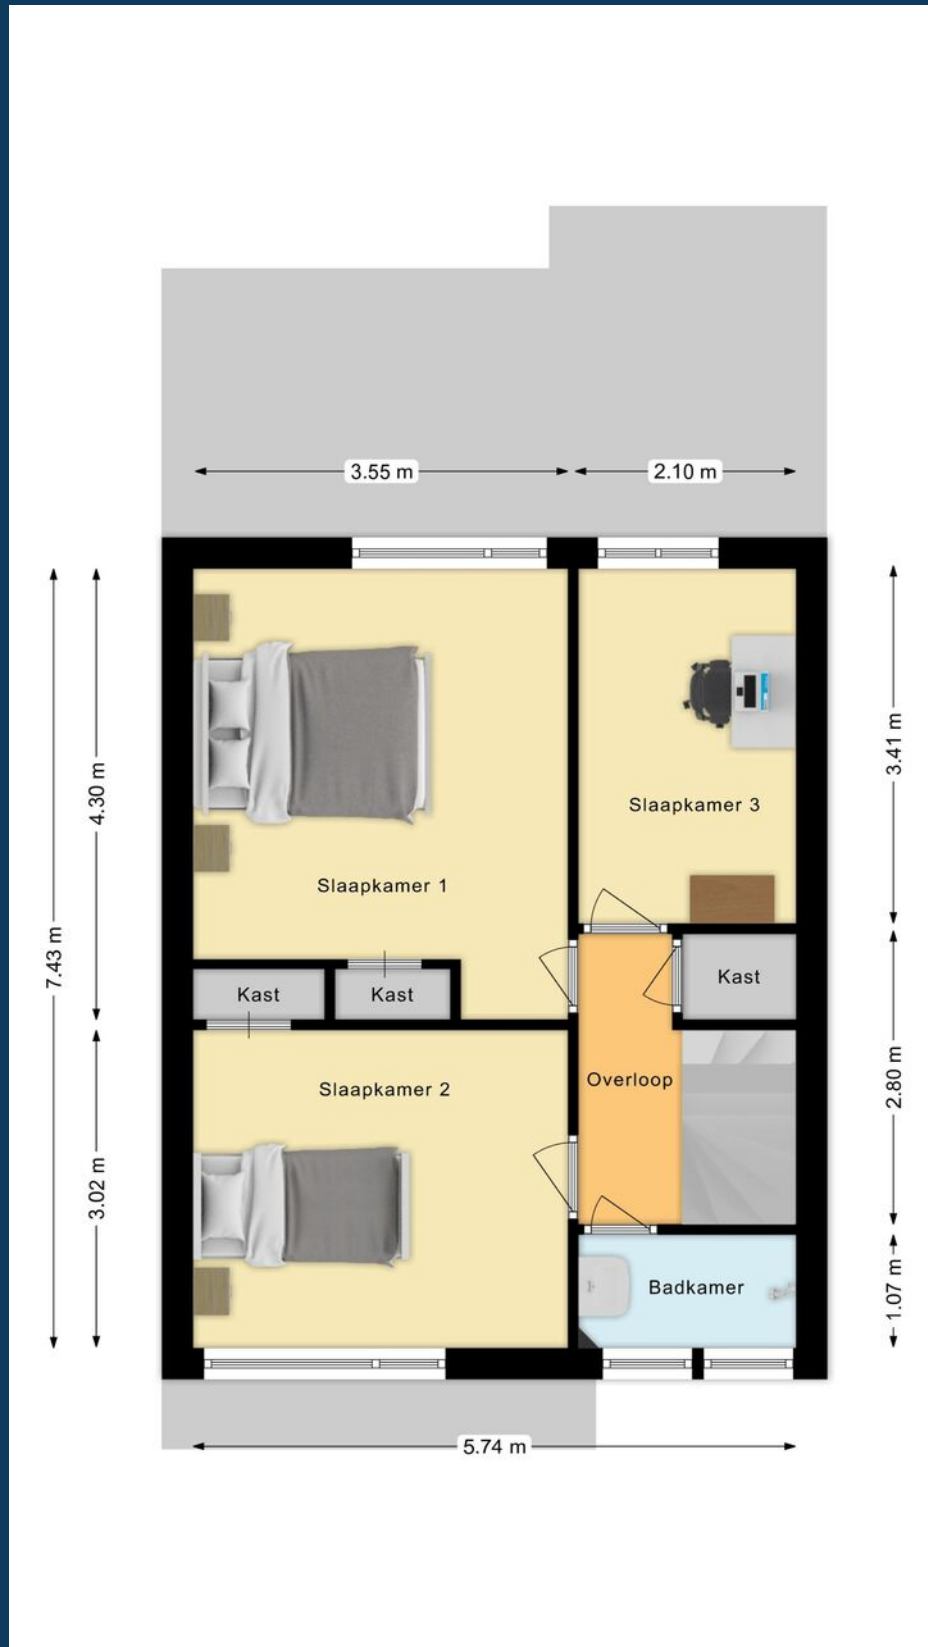 3.55 m
2.10 m
4.30 m
7.43 m
3.02 m
3.41 m
2.80 m
1.07 m
Slaapkamer 3
Slaapkamer 1
Kast
Kast
Kast
Overloop
Slaapkamer 2
Badkamer
5.74 m